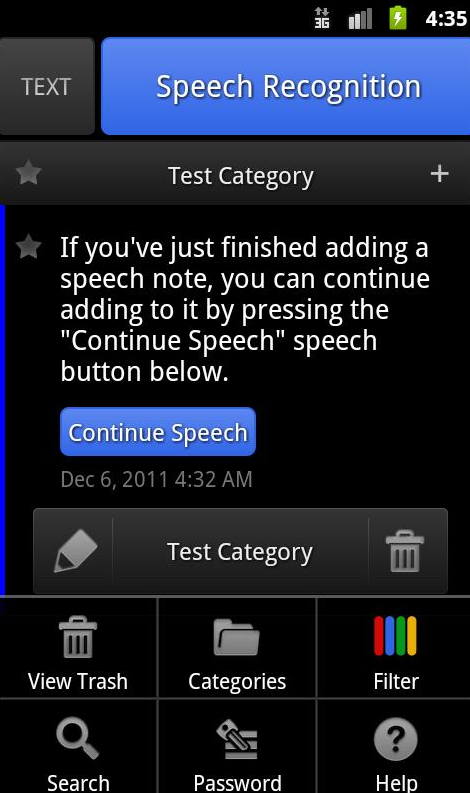 3G 4:35
TEXT Speech Recognition
Test Category +
If you've just finished adding a
speech note, you can continue
adding to it by pressing the
"Continue Speech" speech
button below.
Continue Speech
Dec 6, 2011 4:32 AM
Test Category
View Trash Categories Filter
Search Password Help